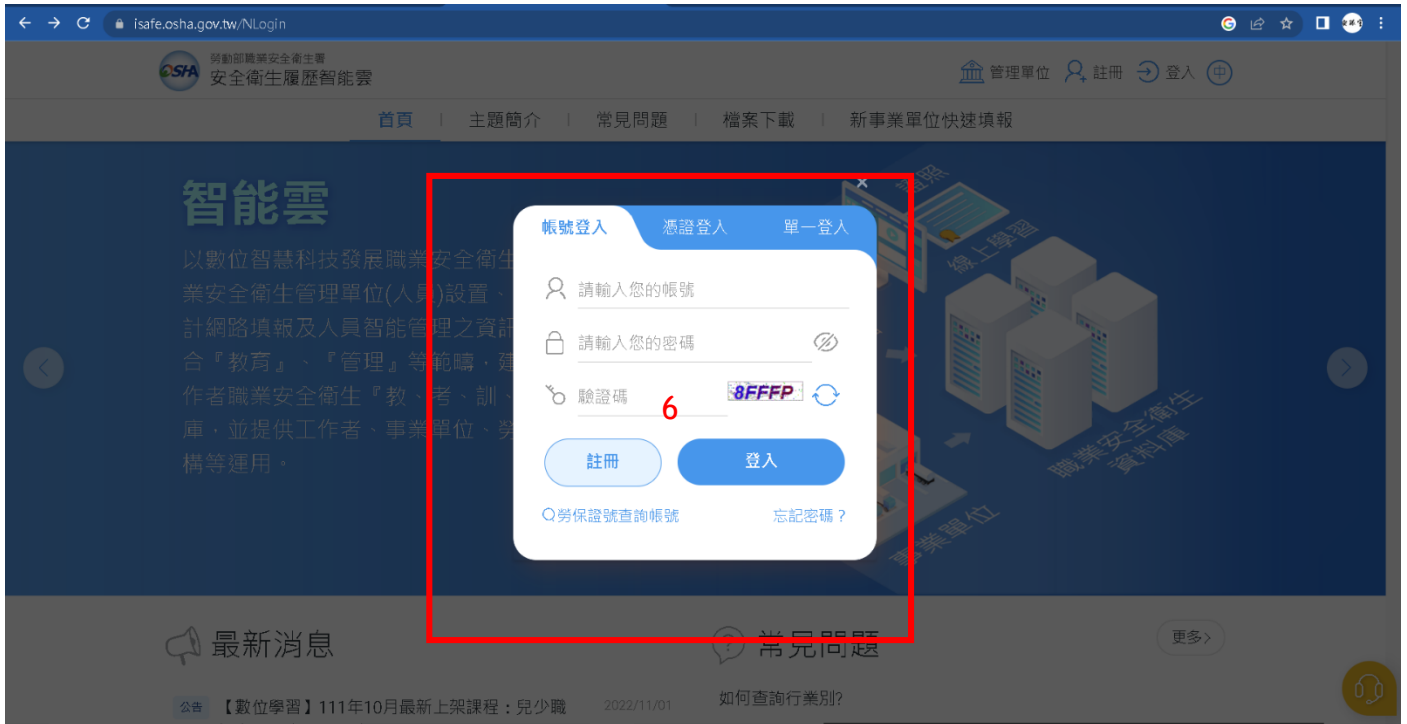 isafe.osha.gov.tw/NLogin
OSHA
勞動部職業安全衛生署
安全衛生履歷智能雲
管理單位 註冊 登入 中
首頁 主題簡介 常見問題 檔案下載 新事業單位快速填報
智能雲
以數位智慧科技發展職業安全衛生
業安全衛生管理單位(人員)設置、
計網路填報及人員智能管理之資訊
合『教育』、『管理』等範疇,建
作者職業安全衛生『教、考、訓、
庫,並提供工作者、事業單位、勞
構等運用。
線上學習
職業安全衛生
資料庫
事業單位
×
帳號登入 憑證登入 單一登入
請輸入您的帳號
請輸入您的密碼
驗證碼 8FFFP
6
註冊 登入
勞保證號查詢帳號 忘記密碼?
最新消息
常見問題 更多>
公告 【數位學習】111年10月最新上架課程:兒少職 2022/11/01
如何查詢行業別?